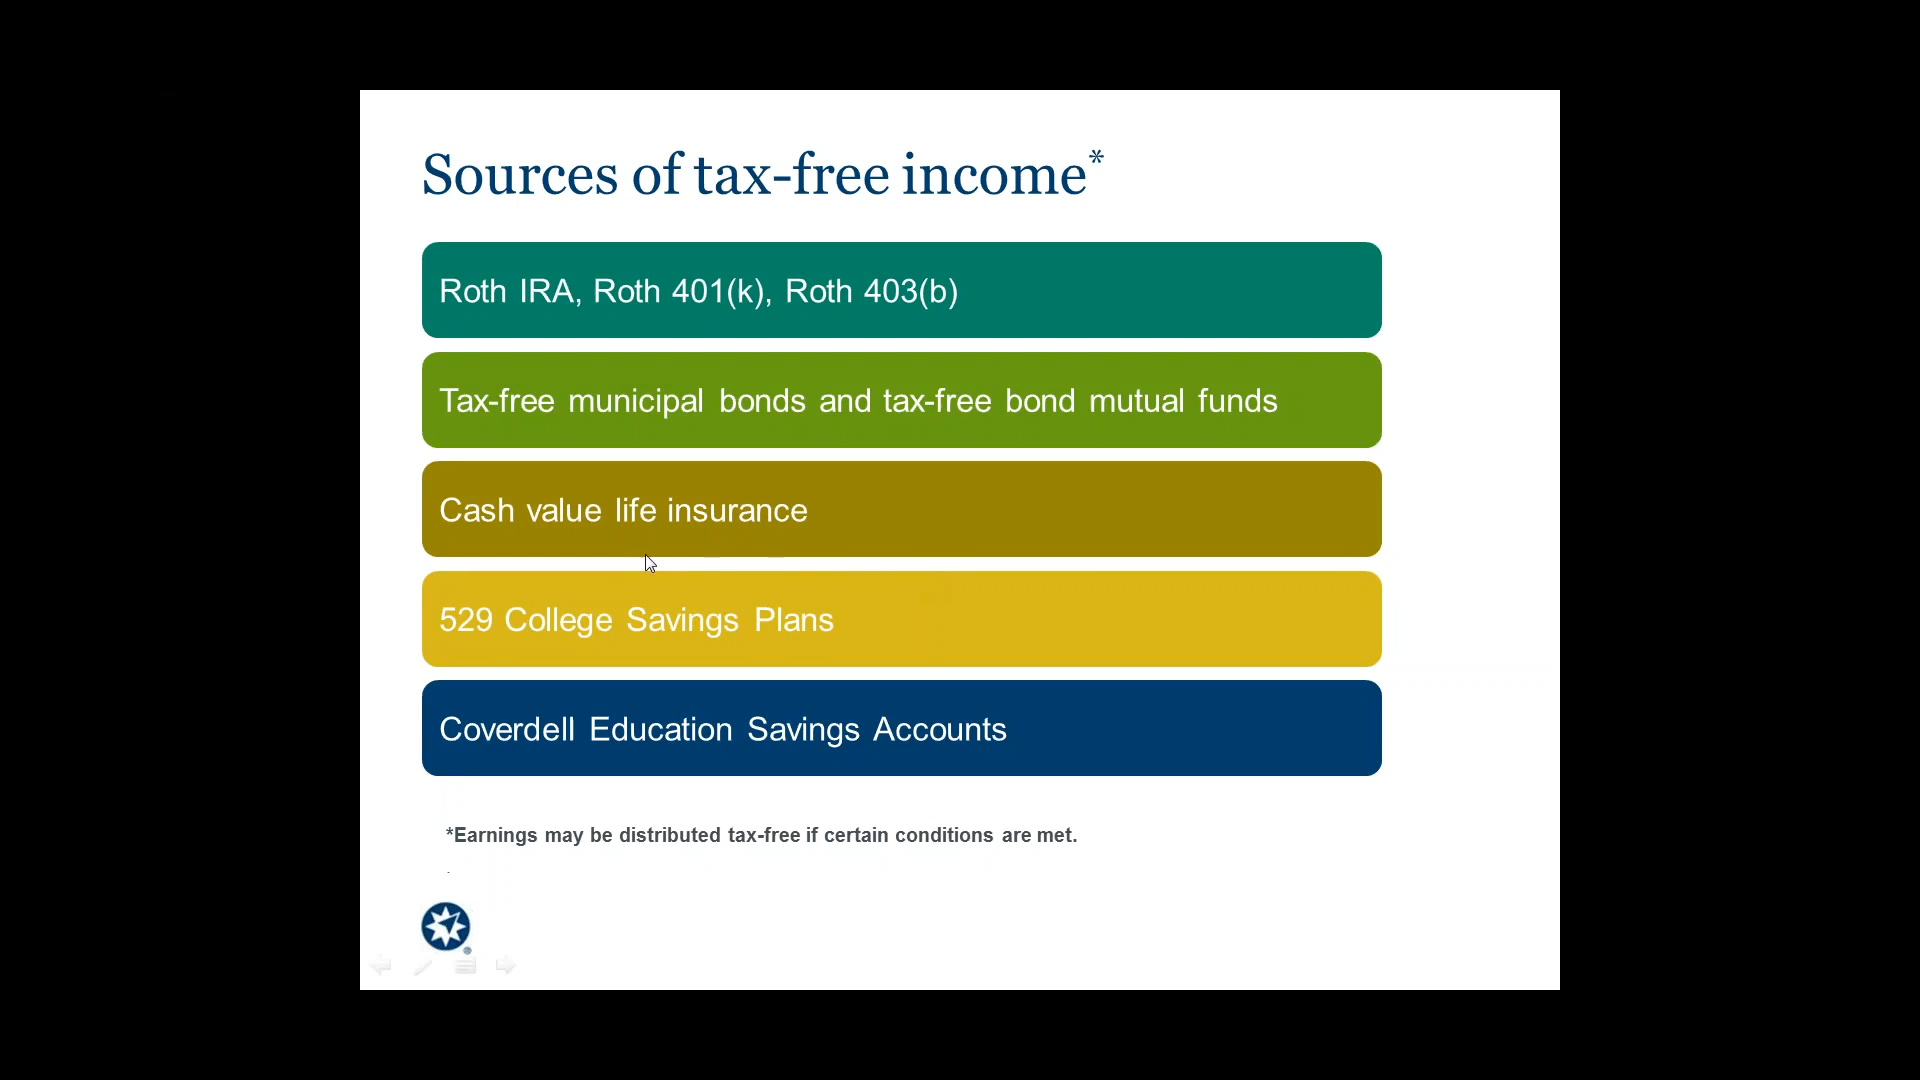 Sources of tax-free income*
Roth IRA, Roth 401(k), Roth 403(b)
Tax-free municipal bonds and tax-free bond mutual funds
Cash value life insurance
529 College Savings Plans
Coverdell Education Savings Accounts
*Earnings may be distributed tax-free if certain conditions are met.
.